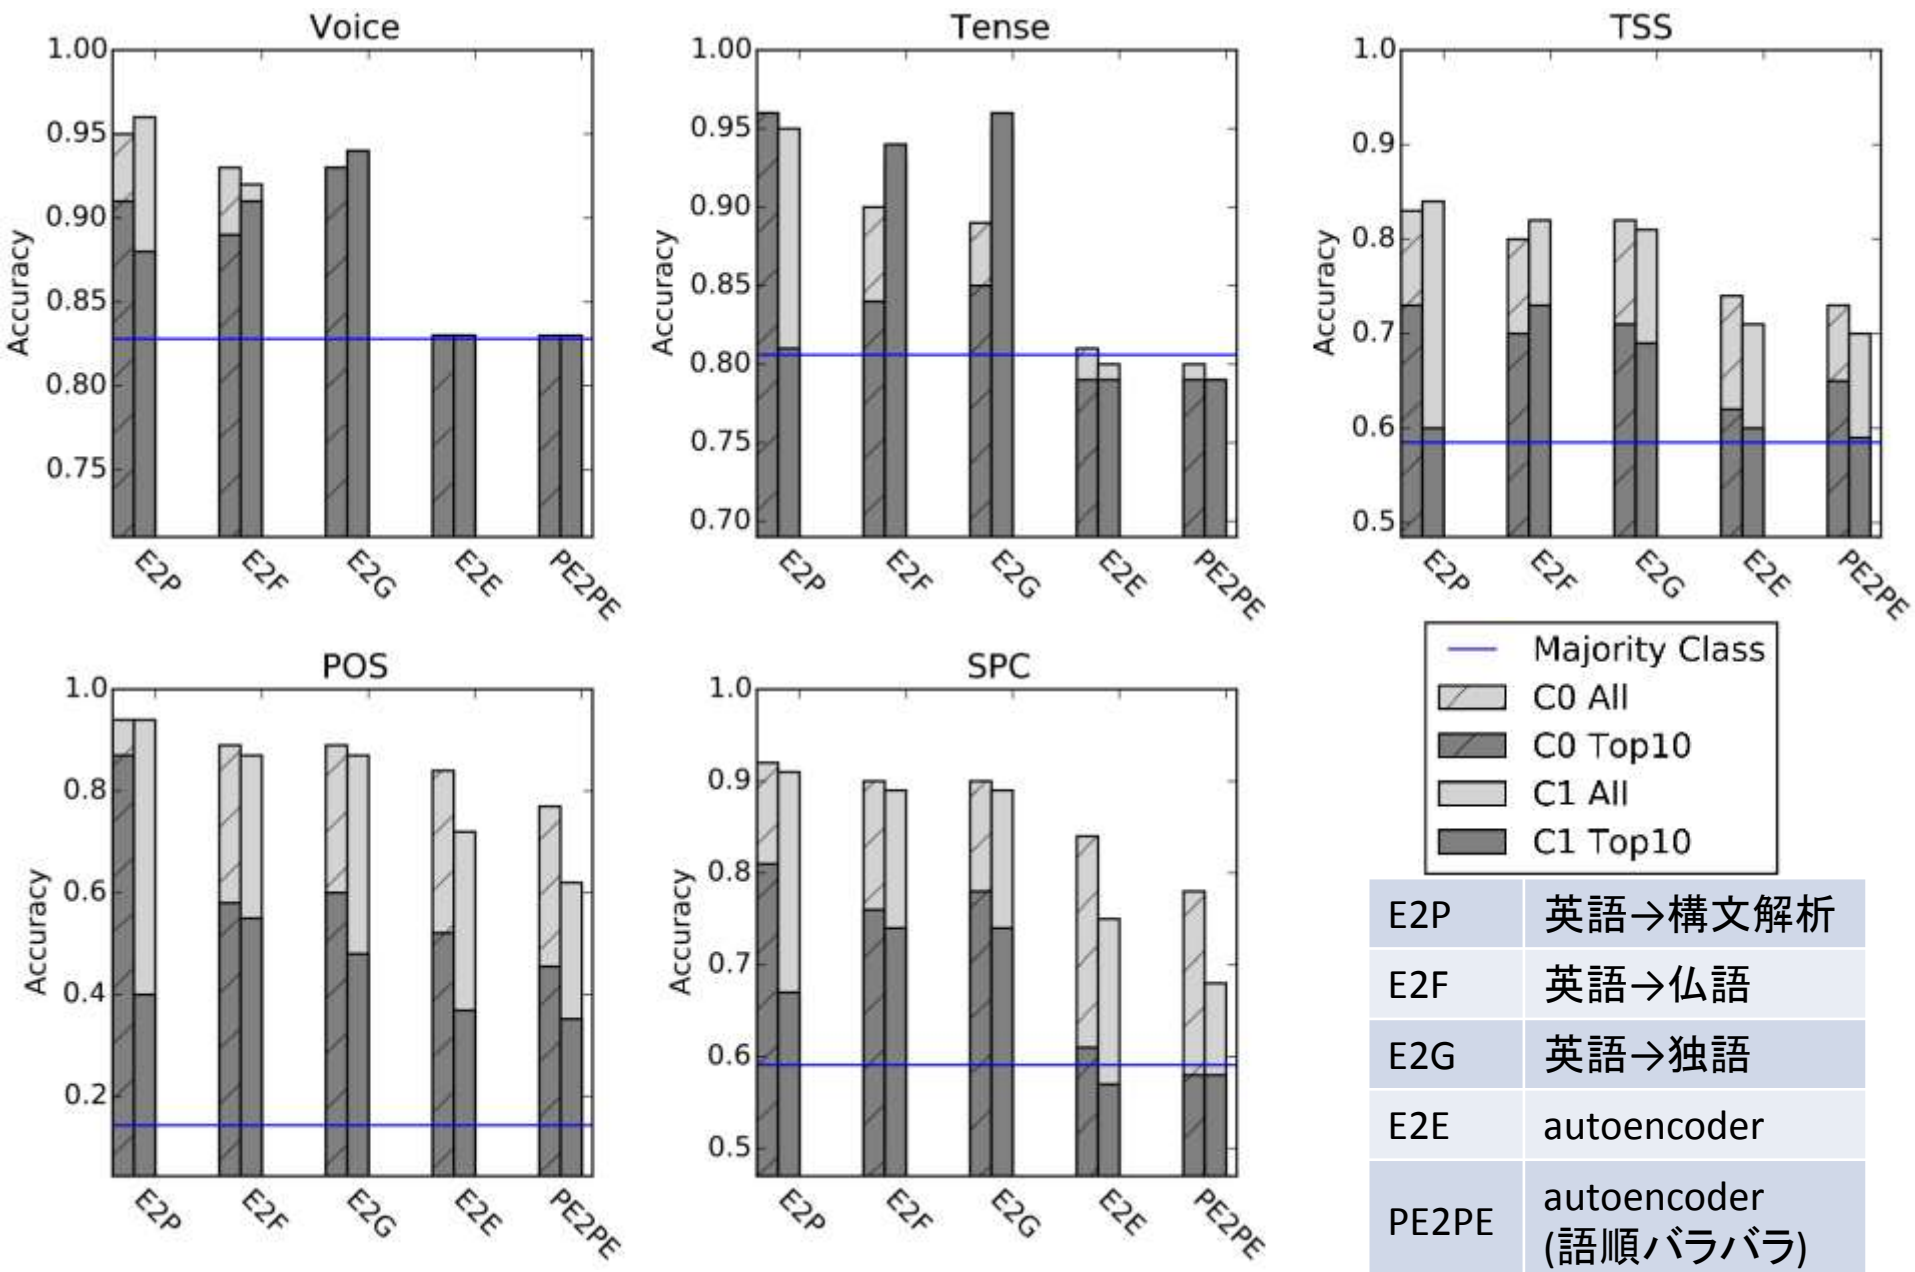 Voice
1.00
0.95
0.90
0.85
0.80
0.75
Accuracy
E2P
E2F
E2G
E2E
PE2PE
Tense
1.00
0.95
0.90
0.85
0.80
0.75
0.70
Accuracy
E2P
E2F
E2G
E2E
PE2PE
TSS
1.0
0.9
0.8
0.7
0.6
0.5
Accuracy
E2P
E2F
E2G
E2E
PE2PE
POS
1.0
0.8
0.6
0.4
0.2
Accuracy
E2P
E2F
E2G
E2E
PE2PE
SPC
1.0
0.9
0.8
0.7
0.6
0.5
Accuracy
E2P
E2F
E2G
E2E
PE2PE
Majority Class
C0 All
C0 Top10
C1 All
C1 Top10
E2P 英語→構文解析
E2F 英語→仏語
E2G 英語→独語
E2E autoencoder
PE2PE autoencoder
(語順バラバラ)